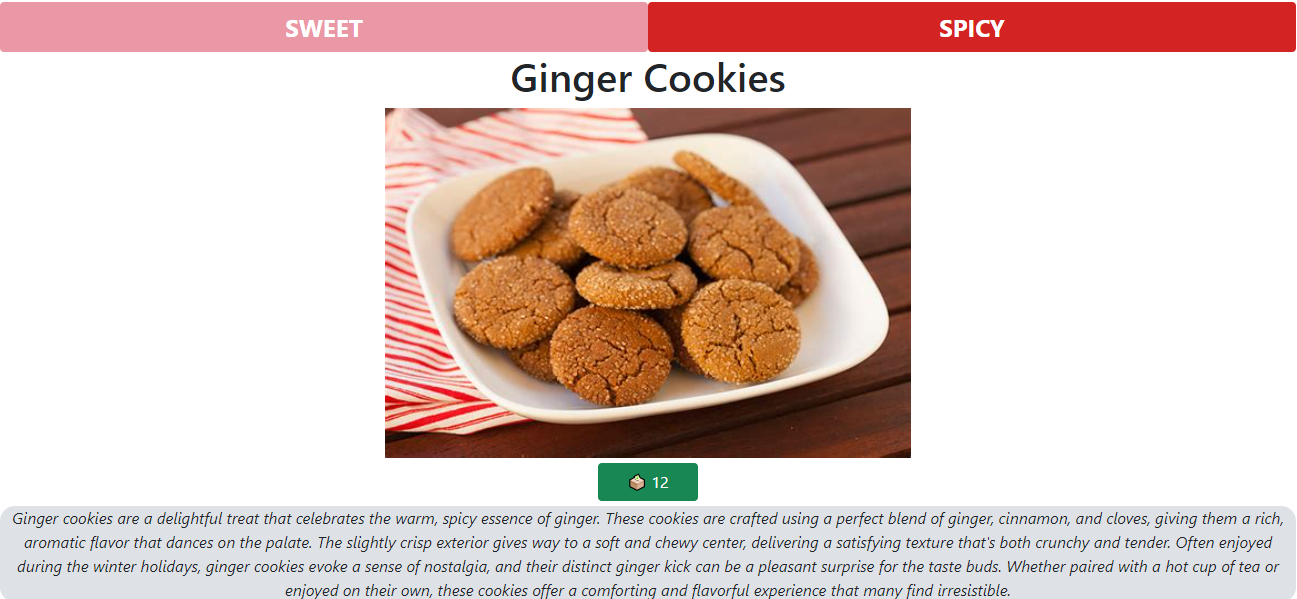 SWEET
SPICY
Ginger Cookies
12
Ginger cookies are a delightful treat that celebrates the warm, spicy essence of ginger. These cookies are crafted using a perfect blend of ginger, cinnamon, and cloves, giving them a rich,
aromatic flavor that dances on the palate. The slightly crisp exterior gives way to a soft and chewy center, delivering a satisfying texture that's both crunchy and tender. Often enjoyed
during the winter holidays, ginger cookies evoke a sense of nostalgia, and their distinct ginger kick can be a pleasant surprise for the taste buds. Whether paired with a hot cup of tea or
enjoyed on their own, these cookies offer a comforting and flavorful experience that many find irresistible.